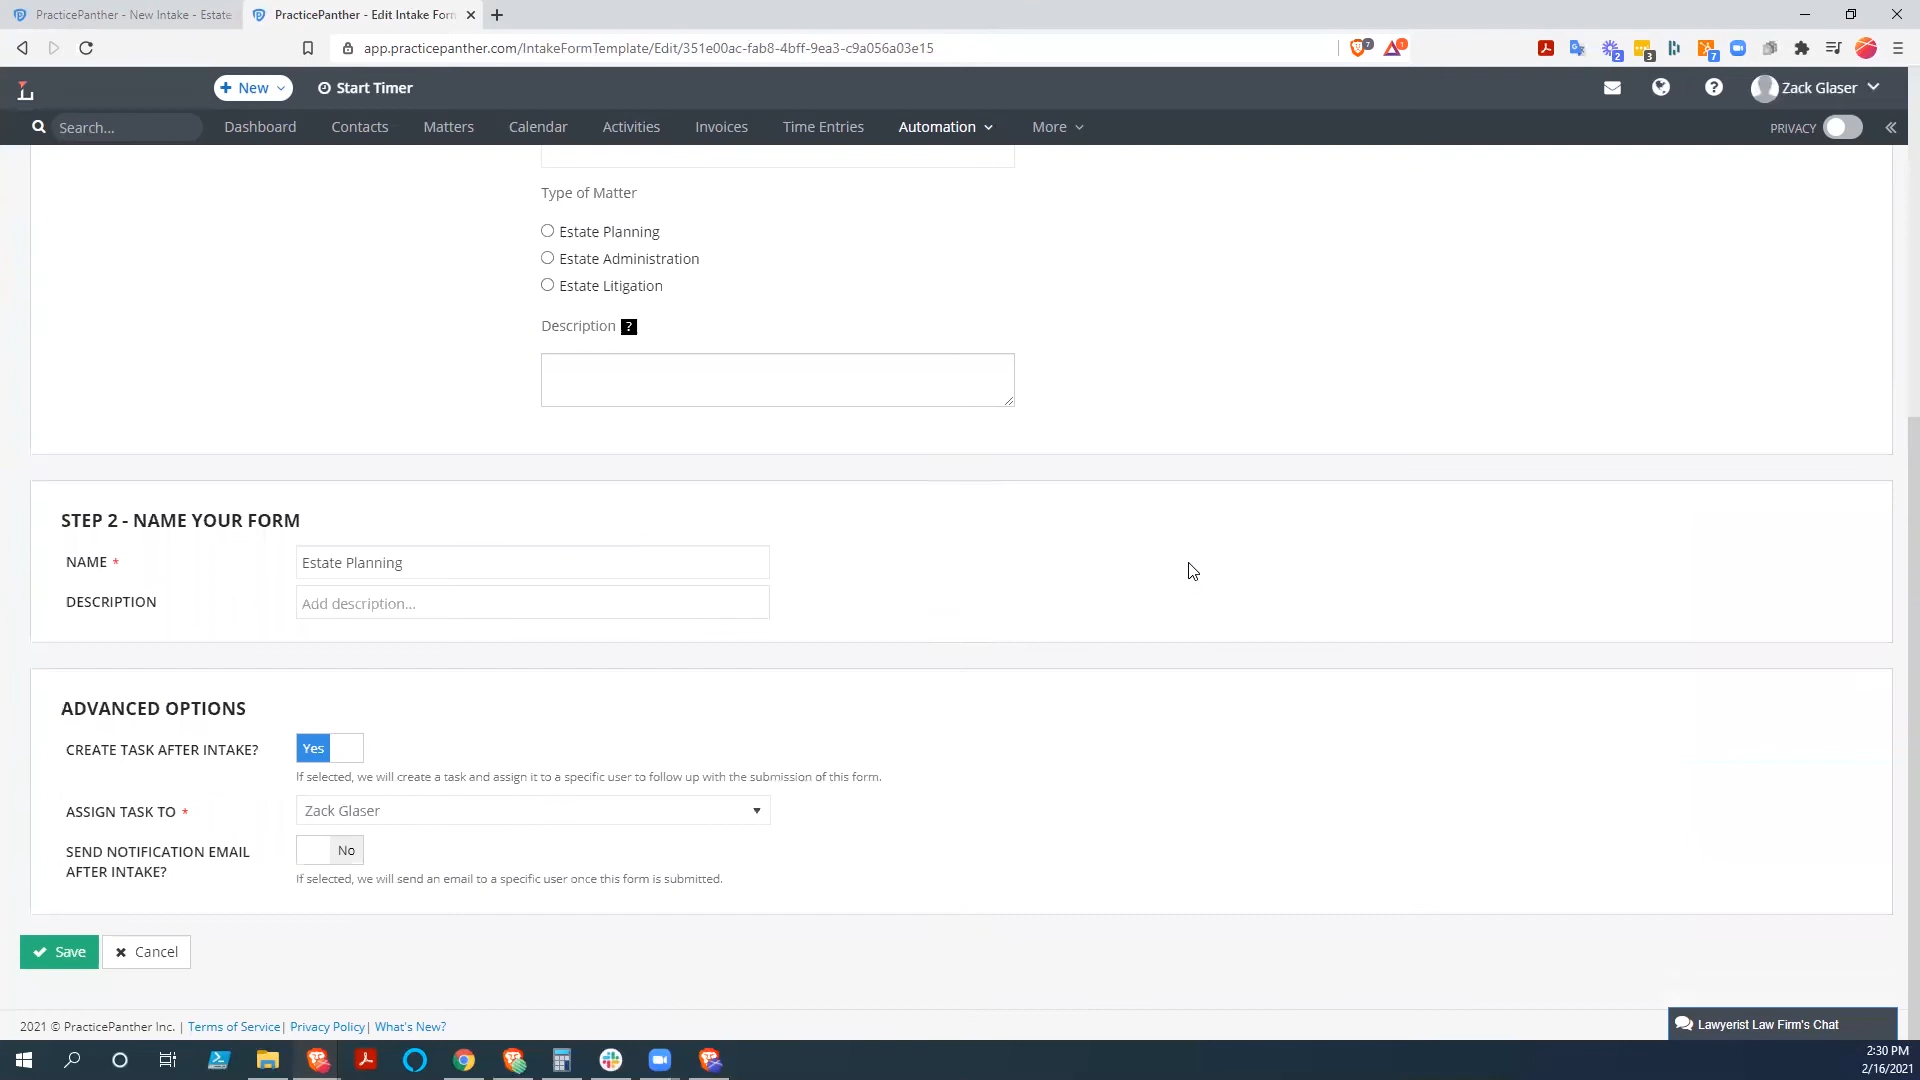 PracticePanther - New Intake - Estate
PracticePanther - Edit Intake Form
app.practicepanther.com/IntakeFormTemplate/Edit/351e00ac-fab8-4bff-9ea3-c9a056a03e15
7
1
2
3
7
New
Start Timer
Zack Glaser
Search...
Dashboard
Contacts
Matters
Calendar
Activities
Invoices
Time Entries
Automation
More
PRIVACY
Type of Matter
Estate Planning
Estate Administration
Estate Litigation
Description ?
STEP 2 - NAME YOUR FORM
NAME *
Estate Planning
DESCRIPTION
Add description...
ADVANCED OPTIONS
CREATE TASK AFTER INTAKE?
Yes
If selected, we will create a task and assign it to a specific user to follow up with the submission of this form.
ASSIGN TASK TO *
Zack Glaser
SEND NOTIFICATION EMAIL
AFTER INTAKE?
No
If selected, we will send an email to a specific user once this form is submitted.
Save
Cancel
2021 © PracticePanther Inc. | Terms of Service| Privacy Policy| What's New?
Lawyerist Law Firm's Chat
2:30 PM
2/16/2021